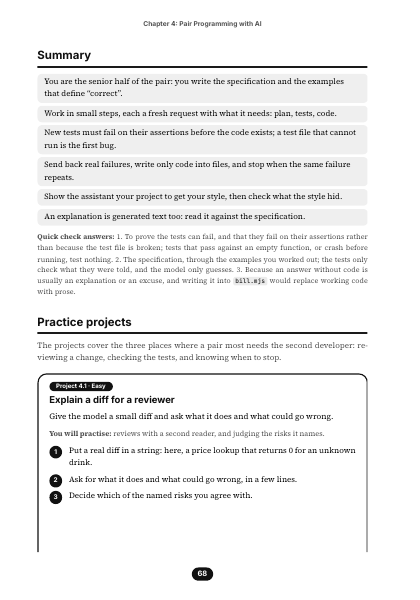 Chapter 4: Pair Programming with AI
Summary
You are the senior half of the pair: you write the specification and the examples
that define “correct”.
Work in small steps, each a fresh request with what it needs: plan, tests, code.
New tests must fail on their assertions before the code exists; a test file that cannot
run is the first bug.
Send back real failures, write only code into files, and stop when the same failure
repeats.
Show the assistant your project to get your style, then check what the style hid.
An explanation is generated text too: read it against the specification.
Quick check answers: 1. To prove the tests can fail, and that they fail on their assertions rather
than because the test file is broken; tests that pass against an empty function, or crash before
running, test nothing. 2. The specification, through the examples you worked out; the tests only
check what they were told, and the model only guesses. 3. Because an answer without code is
usually an explanation or an excuse, and writing it into bill.mjs would replace working code
with prose.
Practice projects
The projects cover the three places where a pair most needs the second developer: re-
viewing a change, checking the tests, and knowing when to stop.
Project 4.1 · Easy
Explain a diff for a reviewer
Give the model a small diff and ask what it does and what could go wrong.
You will practise: reviews with a second reader, and judging the risks it names.
1 Put a real diff in a string: here, a price lookup that returns 0 for an unknown
drink.
2 Ask for what it does and what could go wrong, in a few lines.
3 Decide which of the named risks you agree with.
68